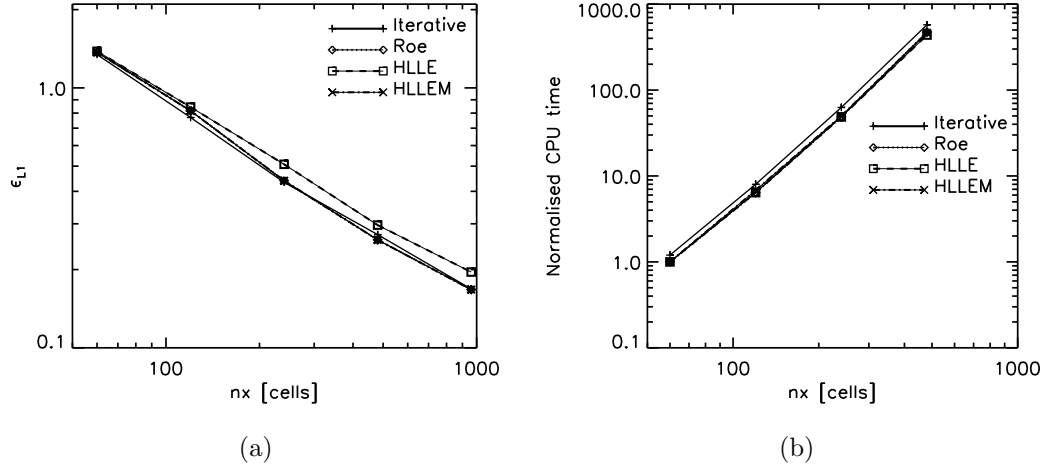 Iterative
Roe
HLLE
HLLEM
1.0
0.1
ϵL1
100
1000
nx [cells]
(a)
1000.0
100.0
10.0
1.0
0.1
Normalised CPU time
Iterative
Roe
HLLE
HLLEM
100
1000
nx [cells]
(b)